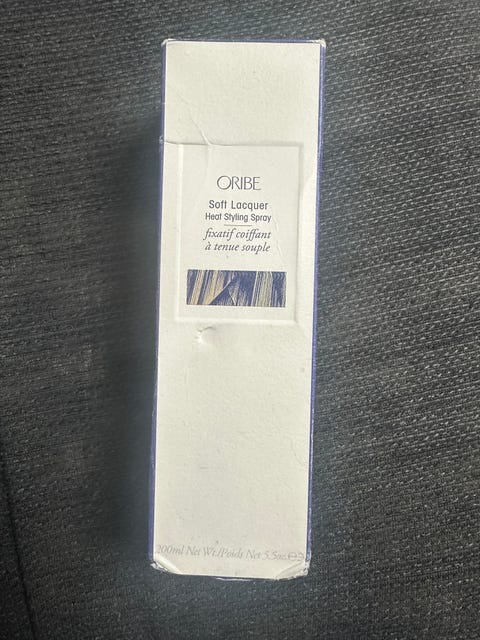 ORIBE
Soft Lacquer
Heat Styling Spray
fixatif coiffant
à tenue souple
200ml Net Wt./Poids Net 5.5oz. ℮